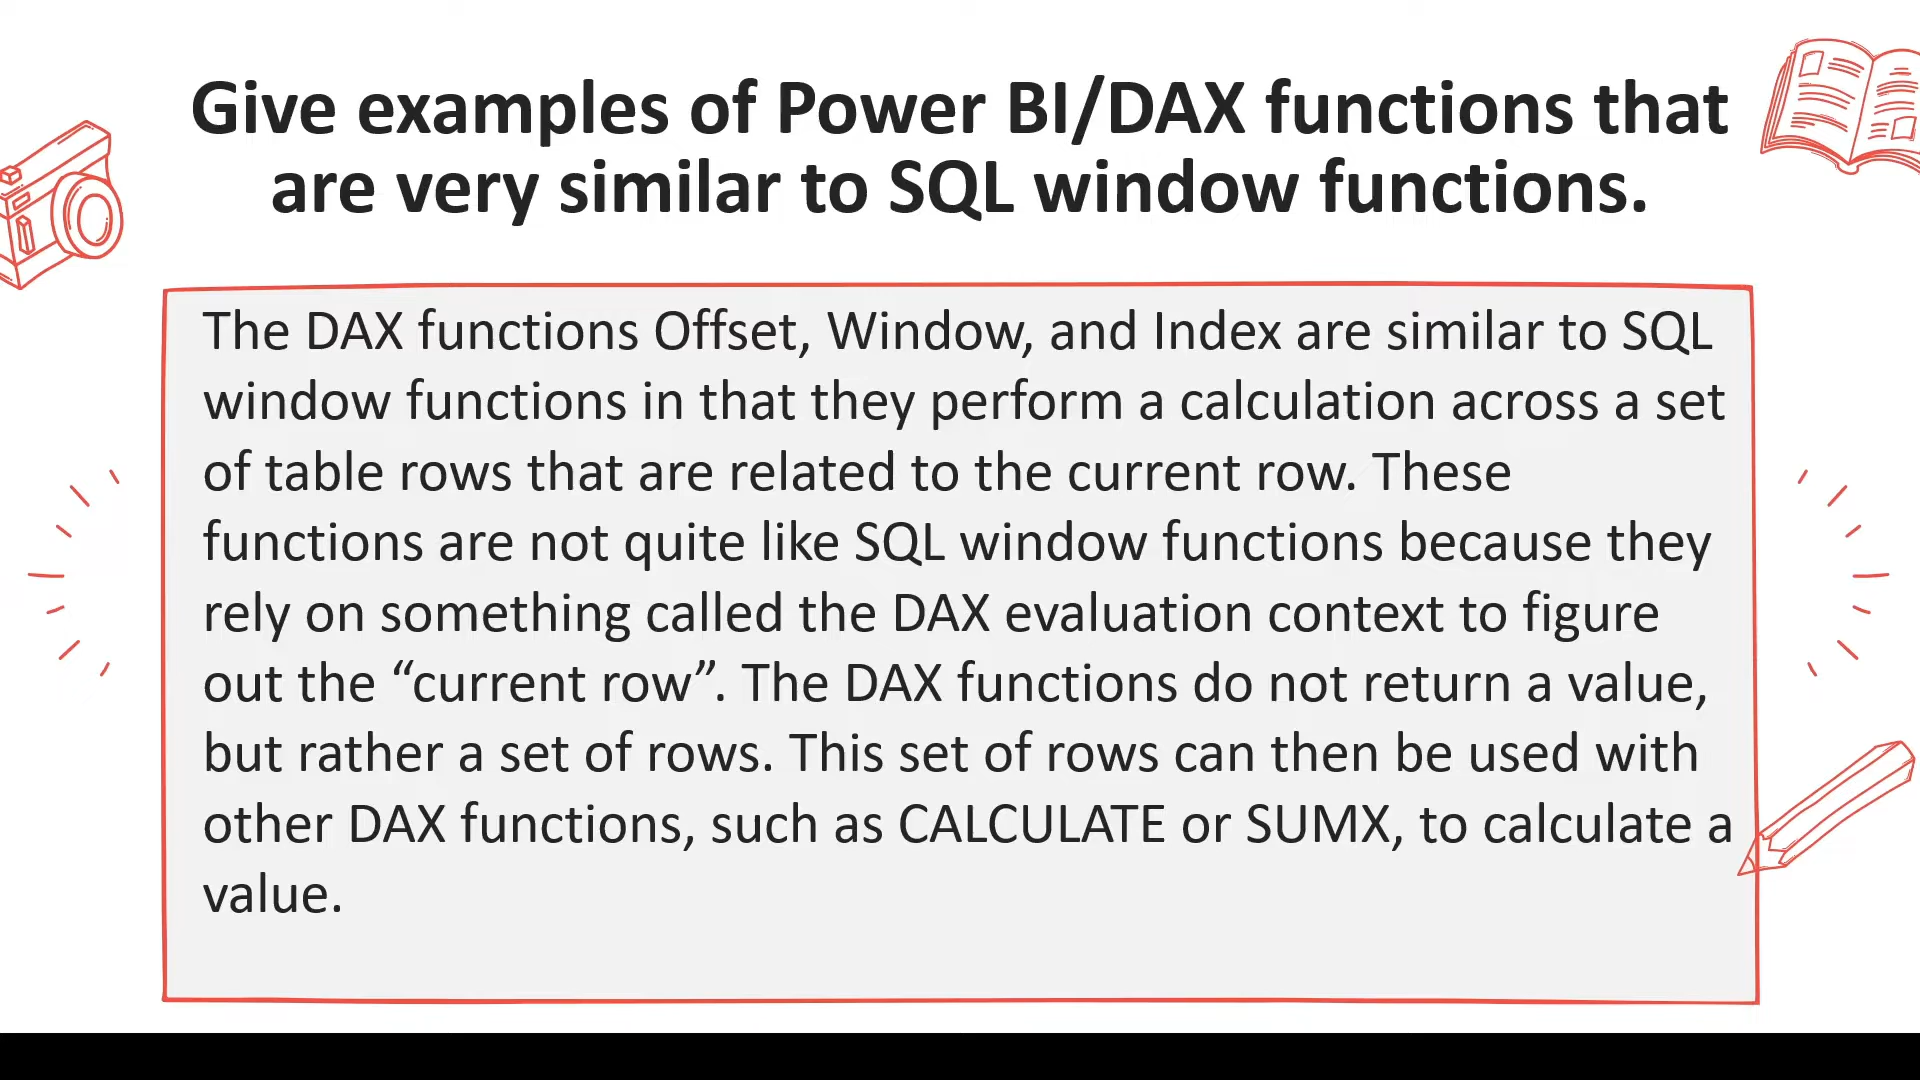 Give examples of Power BI/DAX functions that
are very similar to SQL window functions.
The DAX functions Offset, Window, and Index are similar to SQL
window functions in that they perform a calculation across a set
of table rows that are related to the current row. These
functions are not quite like SQL window functions because they
rely on something called the DAX evaluation context to figure
out the “current row”. The DAX functions do not return a value,
but rather a set of rows. This set of rows can then be used with
other DAX functions, such as CALCULATE or SUMX, to calculate a
value.